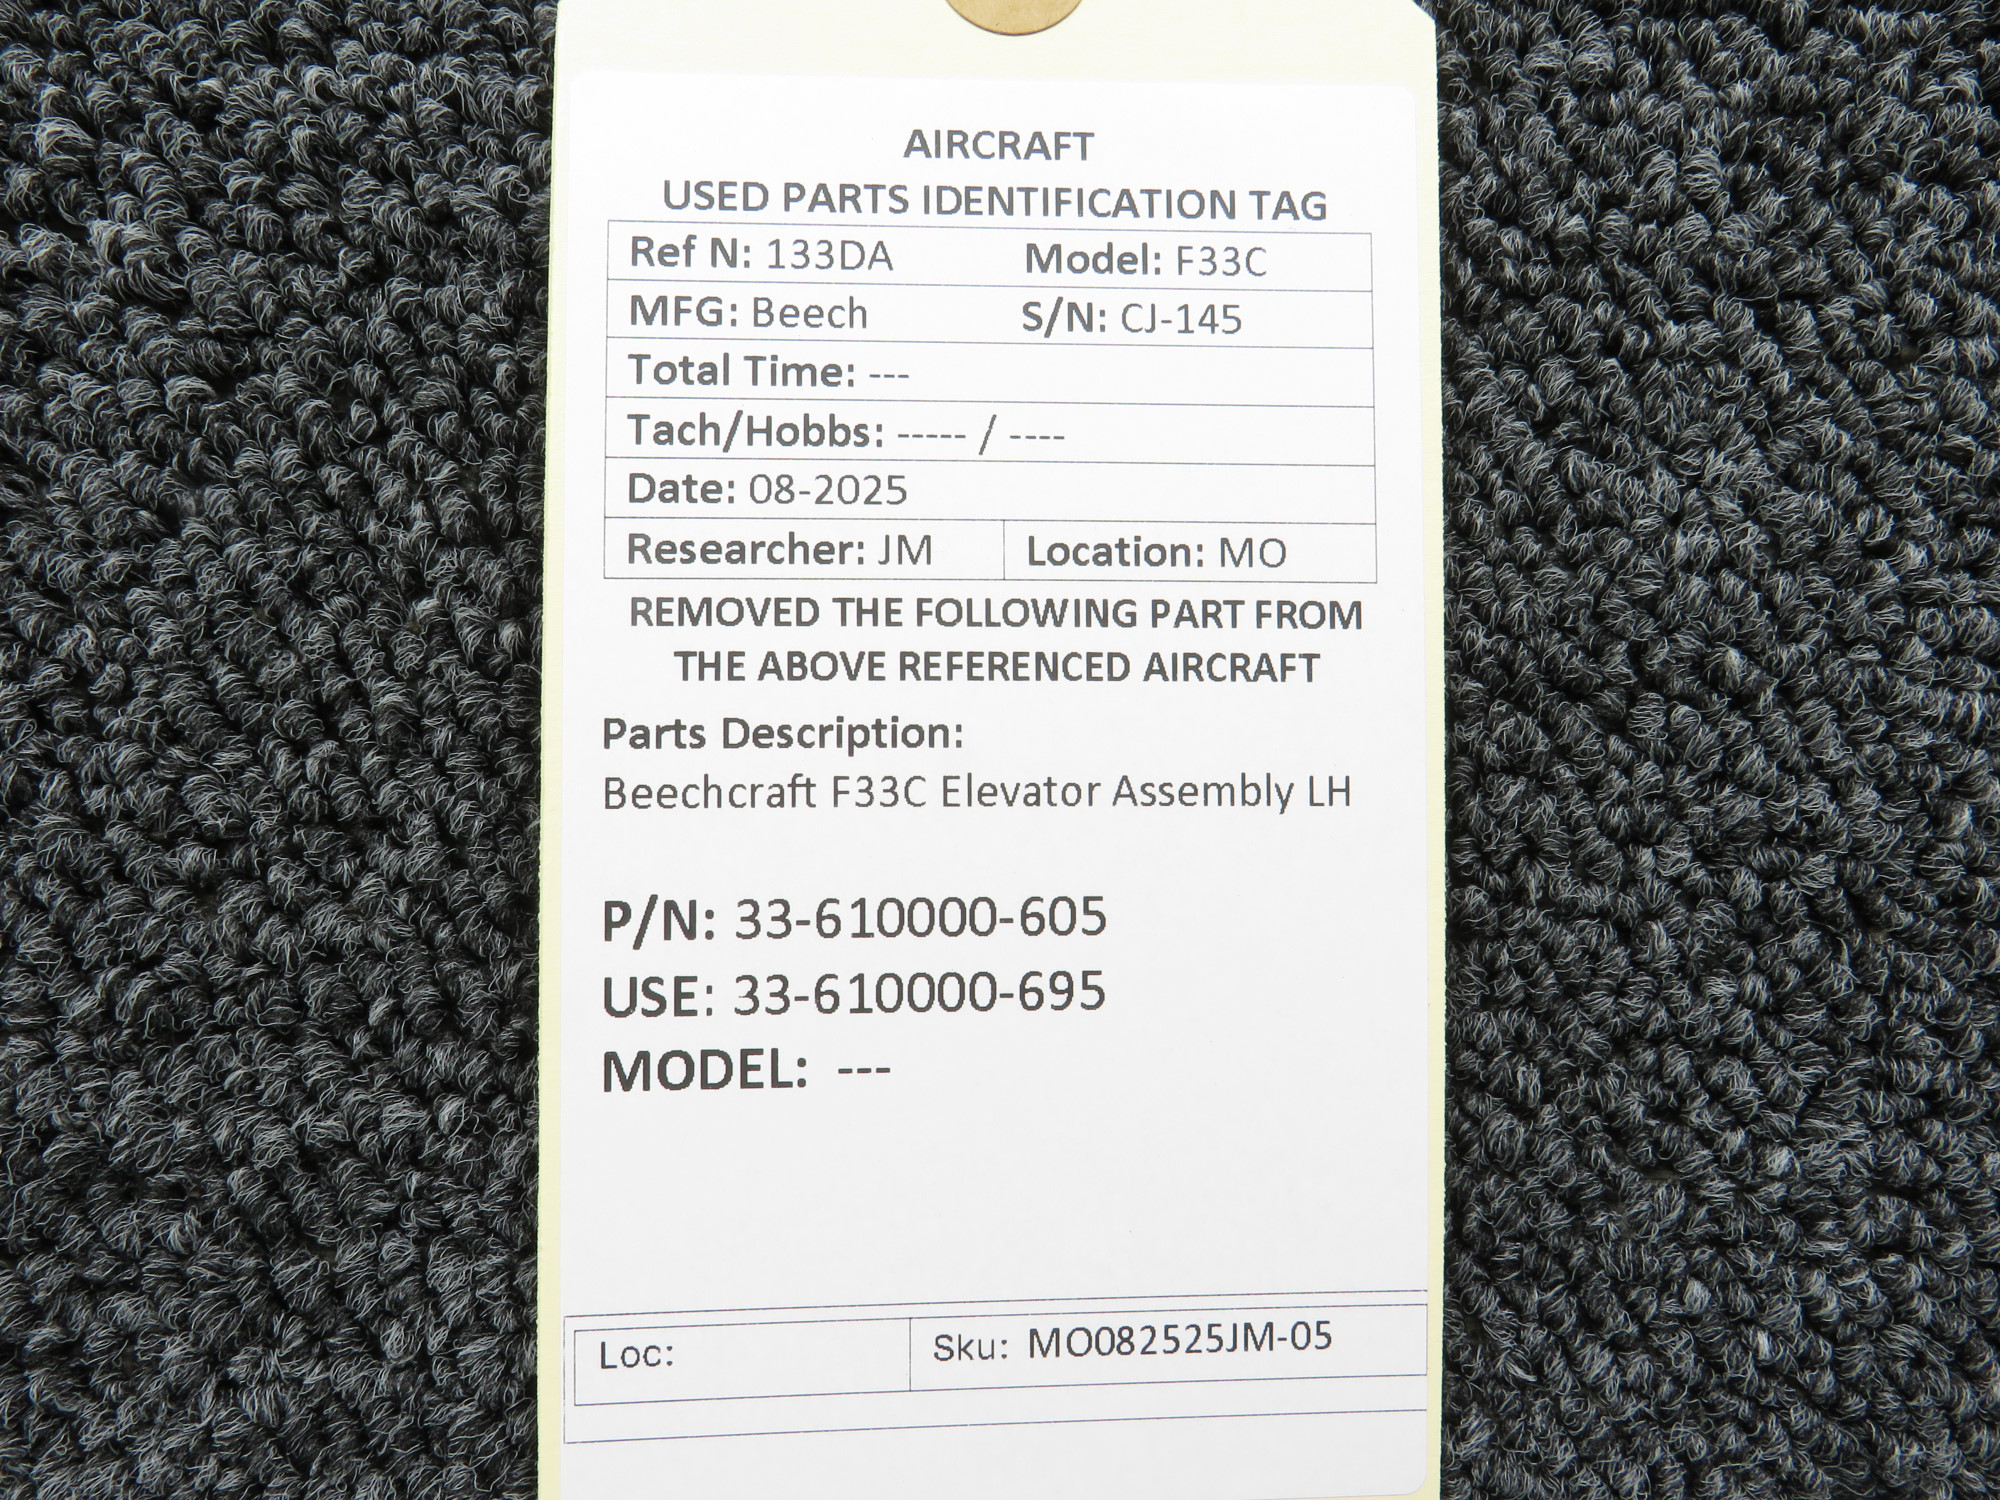 AIRCRAFT
USED PARTS IDENTIFICATION TAG
Ref N: 133DA Model: F33C
MFG: Beech S/N: CJ-145
Total Time: ---
Tach/Hobbs: ----- / ----
Date: 08-2025
Researcher: JM Location: MO
REMOVED THE FOLLOWING PART FROM
THE ABOVE REFERENCED AIRCRAFT
Parts Description:
Beechcraft F33C Elevator Assembly LH
P/N: 33-610000-605
USE: 33-610000-695
MODEL: ---
Loc: Sku: MO082525JM-05